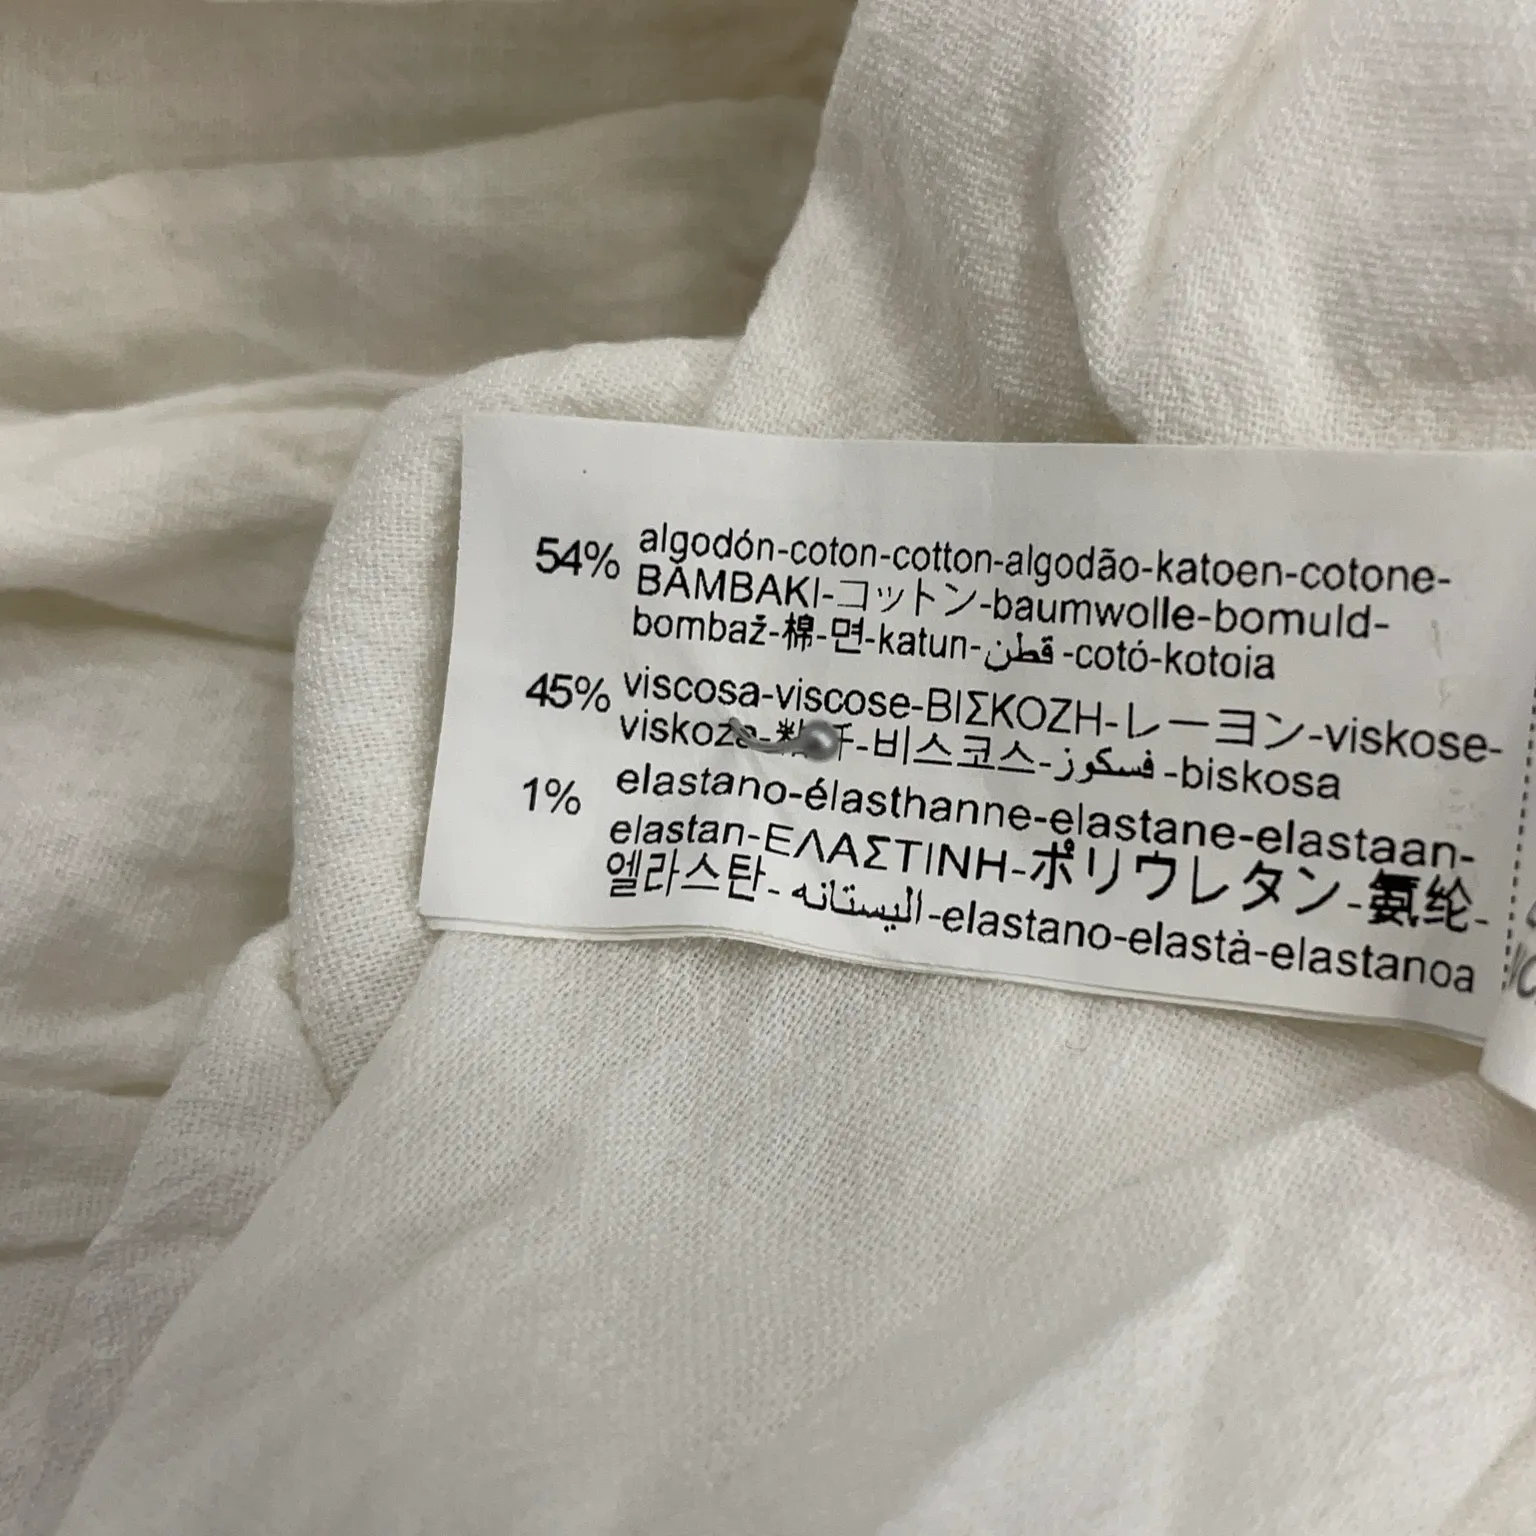 54% algodón-coton-cotton-algodão-katoen-cotone-
BAMBAKI-コットン-baumwolle-bomuld-
bombaž-棉-면-katun-قطن-cotó-kotoia
45% viscosa-viscose-ΒΙΣΚΟΖΗ-レーヨン-viskose-
viskoza-비스코스-فسكوز-biskosa
1% elastano-élasthanne-elastane-elastaan-
elastan-ΕΛΑΣΤΙΝΗ-ポリウレタン-氨纶-
엘라스탄-اليستانه-elastano-elastà-elastanoa